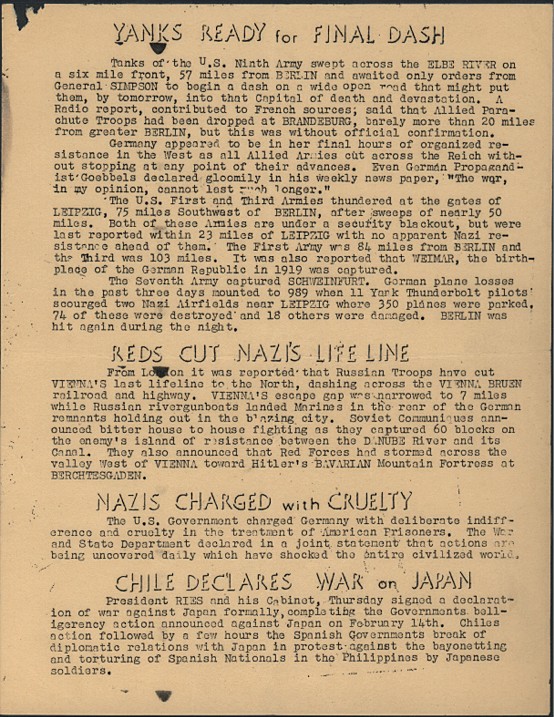 YANKS READY for FINAL DASH
Tanks of the U.S. Ninth Army swept across the ELBE RIVER on
a six mile front, 57 miles from BERLIN and awaited only orders from
General SIMPSON to begin a dash on a wide open road that might put
them, by tomorrow, into that Capital of death and devastation. A
Radio report, contributed to French sources; said that Allied Para-
chute Troops had been dropped at BRANDEBURG, barely more than 20 miles
from greater BERLIN, but this was without official confirmation.
Germany appeared to be in her final hours of organized re-
sistance in the West as all Allied Armies cut across the Reich with-
out stopping at any point of their advances. Even German Propagand-
ist Goebbels declared gloomily in his weekly news paper, "The war,
in my opinion, cannot last much longer."
The U.S. First and Third Armies thundered at the gates of
LEIPZIG, 75 miles Southwest of BERLIN, after sweeps of nearly 50
miles. Both of these Armies are under a security blackout, but were
last reported within 23 miles of LEIPZIG with no apparent Nazi re-
sistance ahead of them. The First Army was 84 miles from BERLIN and
the Third was 103 miles. It was also reported that WEIMAR, the birth-
place of the German Republic in 1919 was captured.
The Seventh Army captured SCHWEINFURT. German plane losses
in the past three days mounted to 989 when 11 York Thunderbolt pilots
scourged two Nazi Airfields near LEIPZIG where 350 planes were parked.
74 of these were destroyed and 18 others were damaged. BERLIN was
hit again during the night.
REDS CUT NAZI'S LIFE LINE
From London it was reported that Russian Troops have cut
VIENNA'S last lifeline to the North, dashing across the VIENNA BRUEN
railroad and highway. VIENNA'S escape gap was narrowed to 7 miles
while Russian rivergunboats landed Marines in the rear of the German
remnants holding out in the blazing city. Soviet Communiques ann-
ounced bitter house to house fighting as they captured 60 blocks on
the enemy's island of resistance between the DANUBE River and its
Canal. They also announced that Red Forces had stormed across the
valley West of VIENNA toward Hitler's BAVARIAN Mountain Fortress at
BERCHTESGADEN.
NAZIS CHARGED with CRUELTY
The U.S. Government charged Germany with deliberate indiff-
erence and cruelty in the treatment of American Prisoners. The War
and State Department declared in a joint statement that actions are
being uncovered daily which have shocked the entire civilized world.
CHILE DECLARES WAR on JAPAN
President RIES and his Cabinet, Thursday signed a declarat-
ion of war against Japan formally, completing the Governments bell-
igerency action announced against Japan on February 14th. Chiles
action followed by a few hours the Spanish Governments break of
diplomatic relations with Japan in protest against the bayonetting
and torturing of Spanish Nationals in the Philippines by Japanese
soldiers.